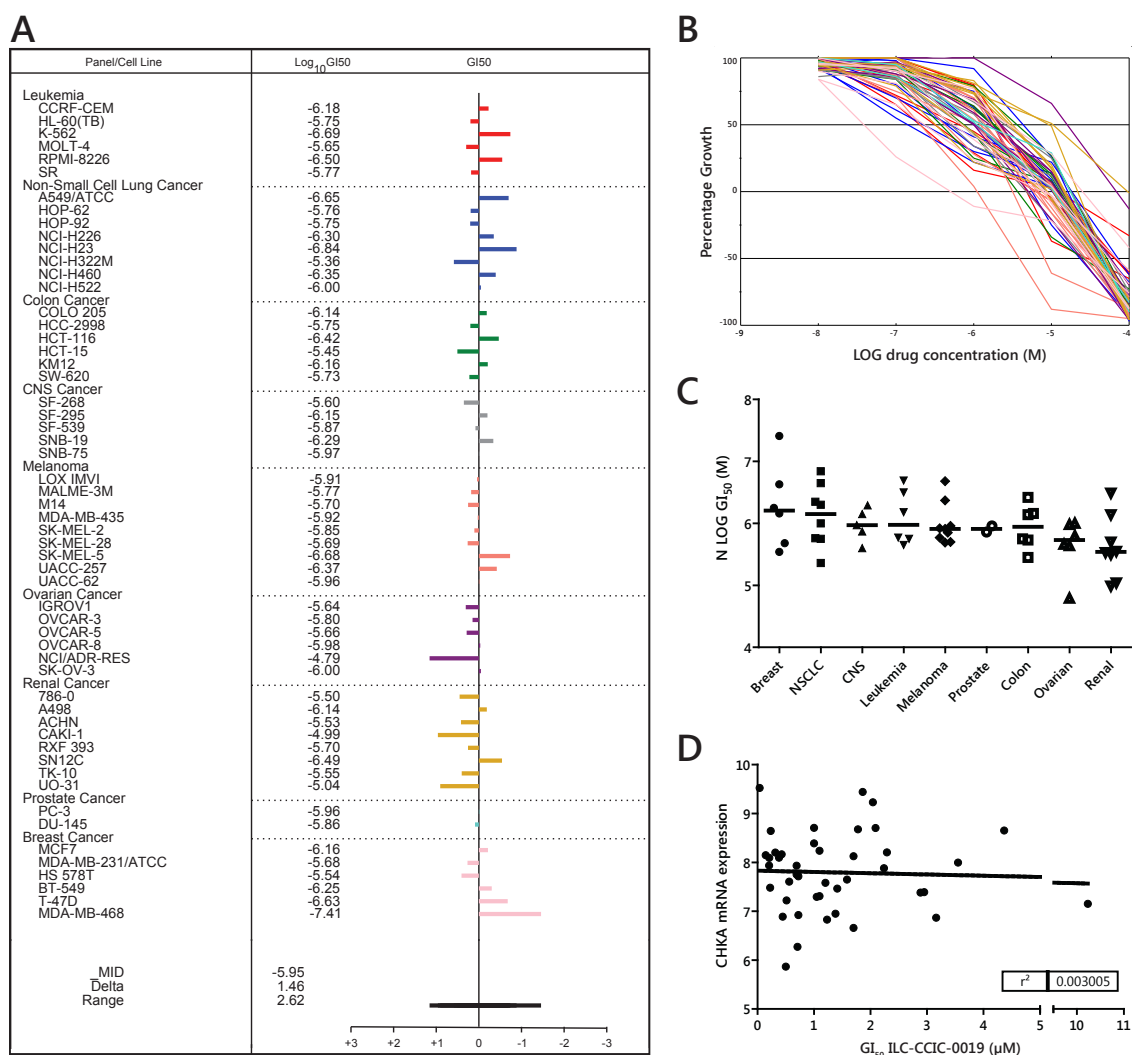 A
Panel/Cell Line Log10GI50 GI50
Leukemia
CCRF-CEM -6.18
HL-60(TB) -5.75
K-562 -6.69
MOLT-4 -5.65
RPMI-8226 -6.50
SR -5.77
Non-Small Cell Lung Cancer
A549/ATCC -6.65
HOP-62 -5.76
HOP-92 -5.75
NCI-H226 -6.30
NCI-H23 -6.84
NCI-H322M -5.36
NCI-H460 -6.35
NCI-H522 -6.00
Colon Cancer
COLO 205 -6.14
HCC-2998 -5.75
HCT-116 -6.42
HCT-15 -5.45
KM12 -6.16
SW-620 -5.73
CNS Cancer
SF-268 -5.60
SF-295 -6.15
SF-539 -5.87
SNB-19 -6.29
SNB-75 -5.97
Melanoma
LOX IMVI -5.91
MALME-3M -5.77
M14 -5.70
MDA-MB-435 -5.92
SK-MEL-2 -5.85
SK-MEL-28 -5.69
SK-MEL-5 -6.68
UACC-257 -6.37
UACC-62 -5.96
Ovarian Cancer
IGROV1 -5.64
OVCAR-3 -5.80
OVCAR-5 -5.66
OVCAR-8 -5.98
NCI/ADR-RES -4.79
SK-OV-3 -6.00
Renal Cancer
786-0 -5.50
A498 -6.14
ACHN -5.53
CAKI-1 -4.99
RXF 393 -5.70
SN12C -6.49
TK-10 -5.55
UO-31 -5.04
Prostate Cancer
PC-3 -5.96
DU-145 -5.86
Breast Cancer
MCF7 -6.16
MDA-MB-231/ATCC -5.68
HS 578T -5.54
BT-549 -6.25
T-47D -6.63
MDA-MB-468 -7.41
_MID -5.95
Delta 1.46
Range 2.62
+3 +2 +1 0 -1 -2 -3
B
Percentage Growth
100
50
0
-50
-100
-9 -8 -7 -6 -5 -4
LOG drug concentration (M)
C
N LOG GI50 (M)
8
7
6
5
4
Breast NSCLC CNS Leukemia Melanoma Prostate Colon Ovarian Renal
D
CHKA mRNA expression
10
9
8
7
6
5
r² 0.003005
0 1 2 3 4 5 10 11
GI50 ILC-CCIC-0019 (µM)